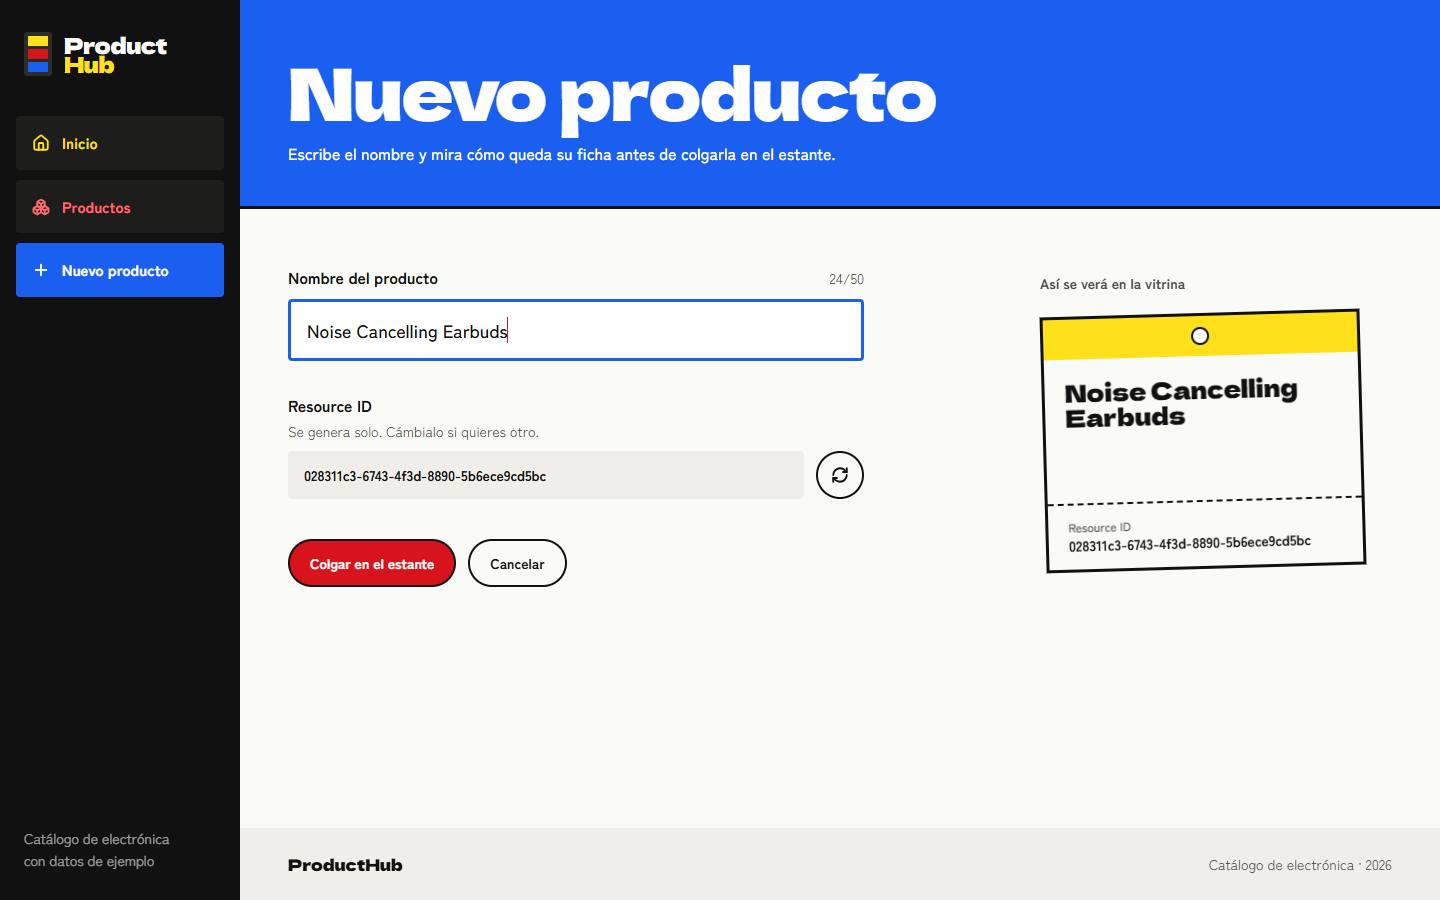 Product
Hub
Inicio
Productos
Nuevo producto
Catálogo de electrónica
con datos de ejemplo
Nuevo producto
Escribe el nombre y mira cómo queda su ficha antes de colgarla en el estante.
Nombre del producto
24/50
Noise Cancelling Earbuds
Resource ID
Se genera solo. Cámbialo si quieres otro.
028311c3-6743-4f3d-8890-5b6ece9cd5bc
Colgar en el estante
Cancelar
Así se verá en la vitrina
Noise Cancelling
Earbuds
Resource ID
028311c3-6743-4f3d-8890-5b6ece9cd5bc
ProductHub
Catálogo de electrónica · 2026